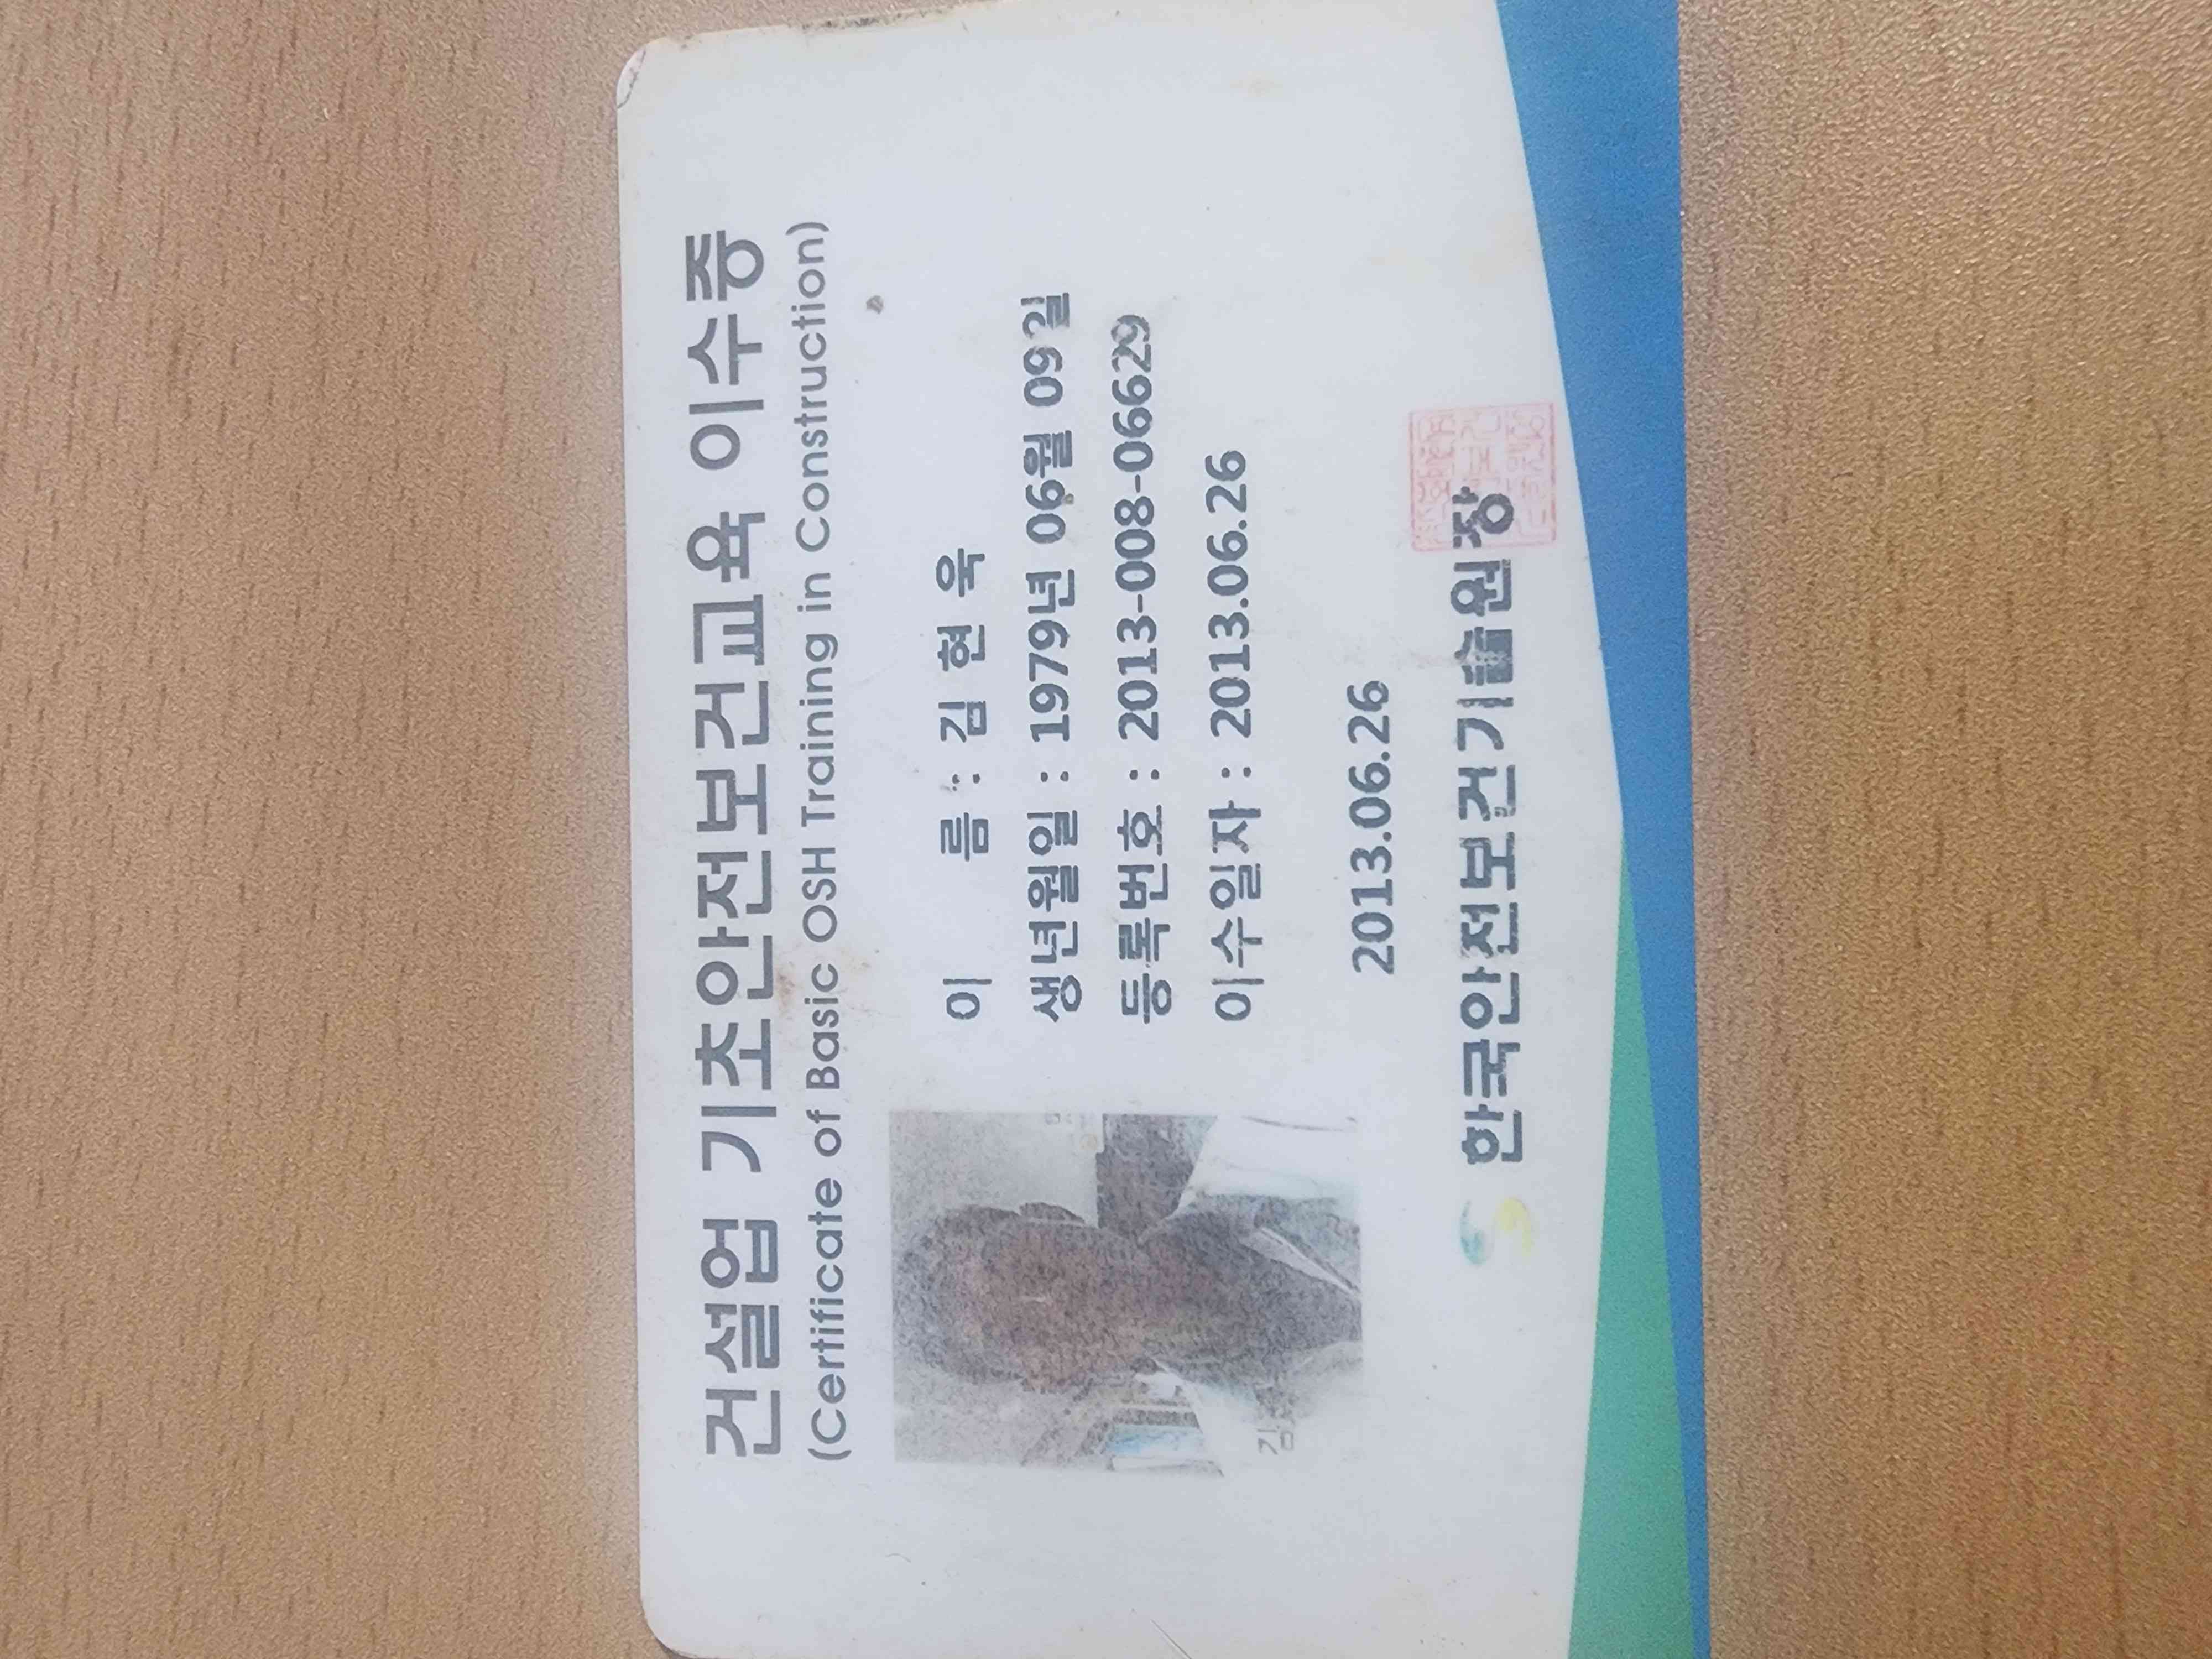 건설업 기초안전보건교육 이수증
(Certificate of Basic OSH Training in Construction)
이 름 : 김 현 욱
생년월일 : 1979년 06월 09일
등록번호 : 2013-008-06629
이수일자 : 2013.06.26
2013.06.26
한국안전보건기술원장
김